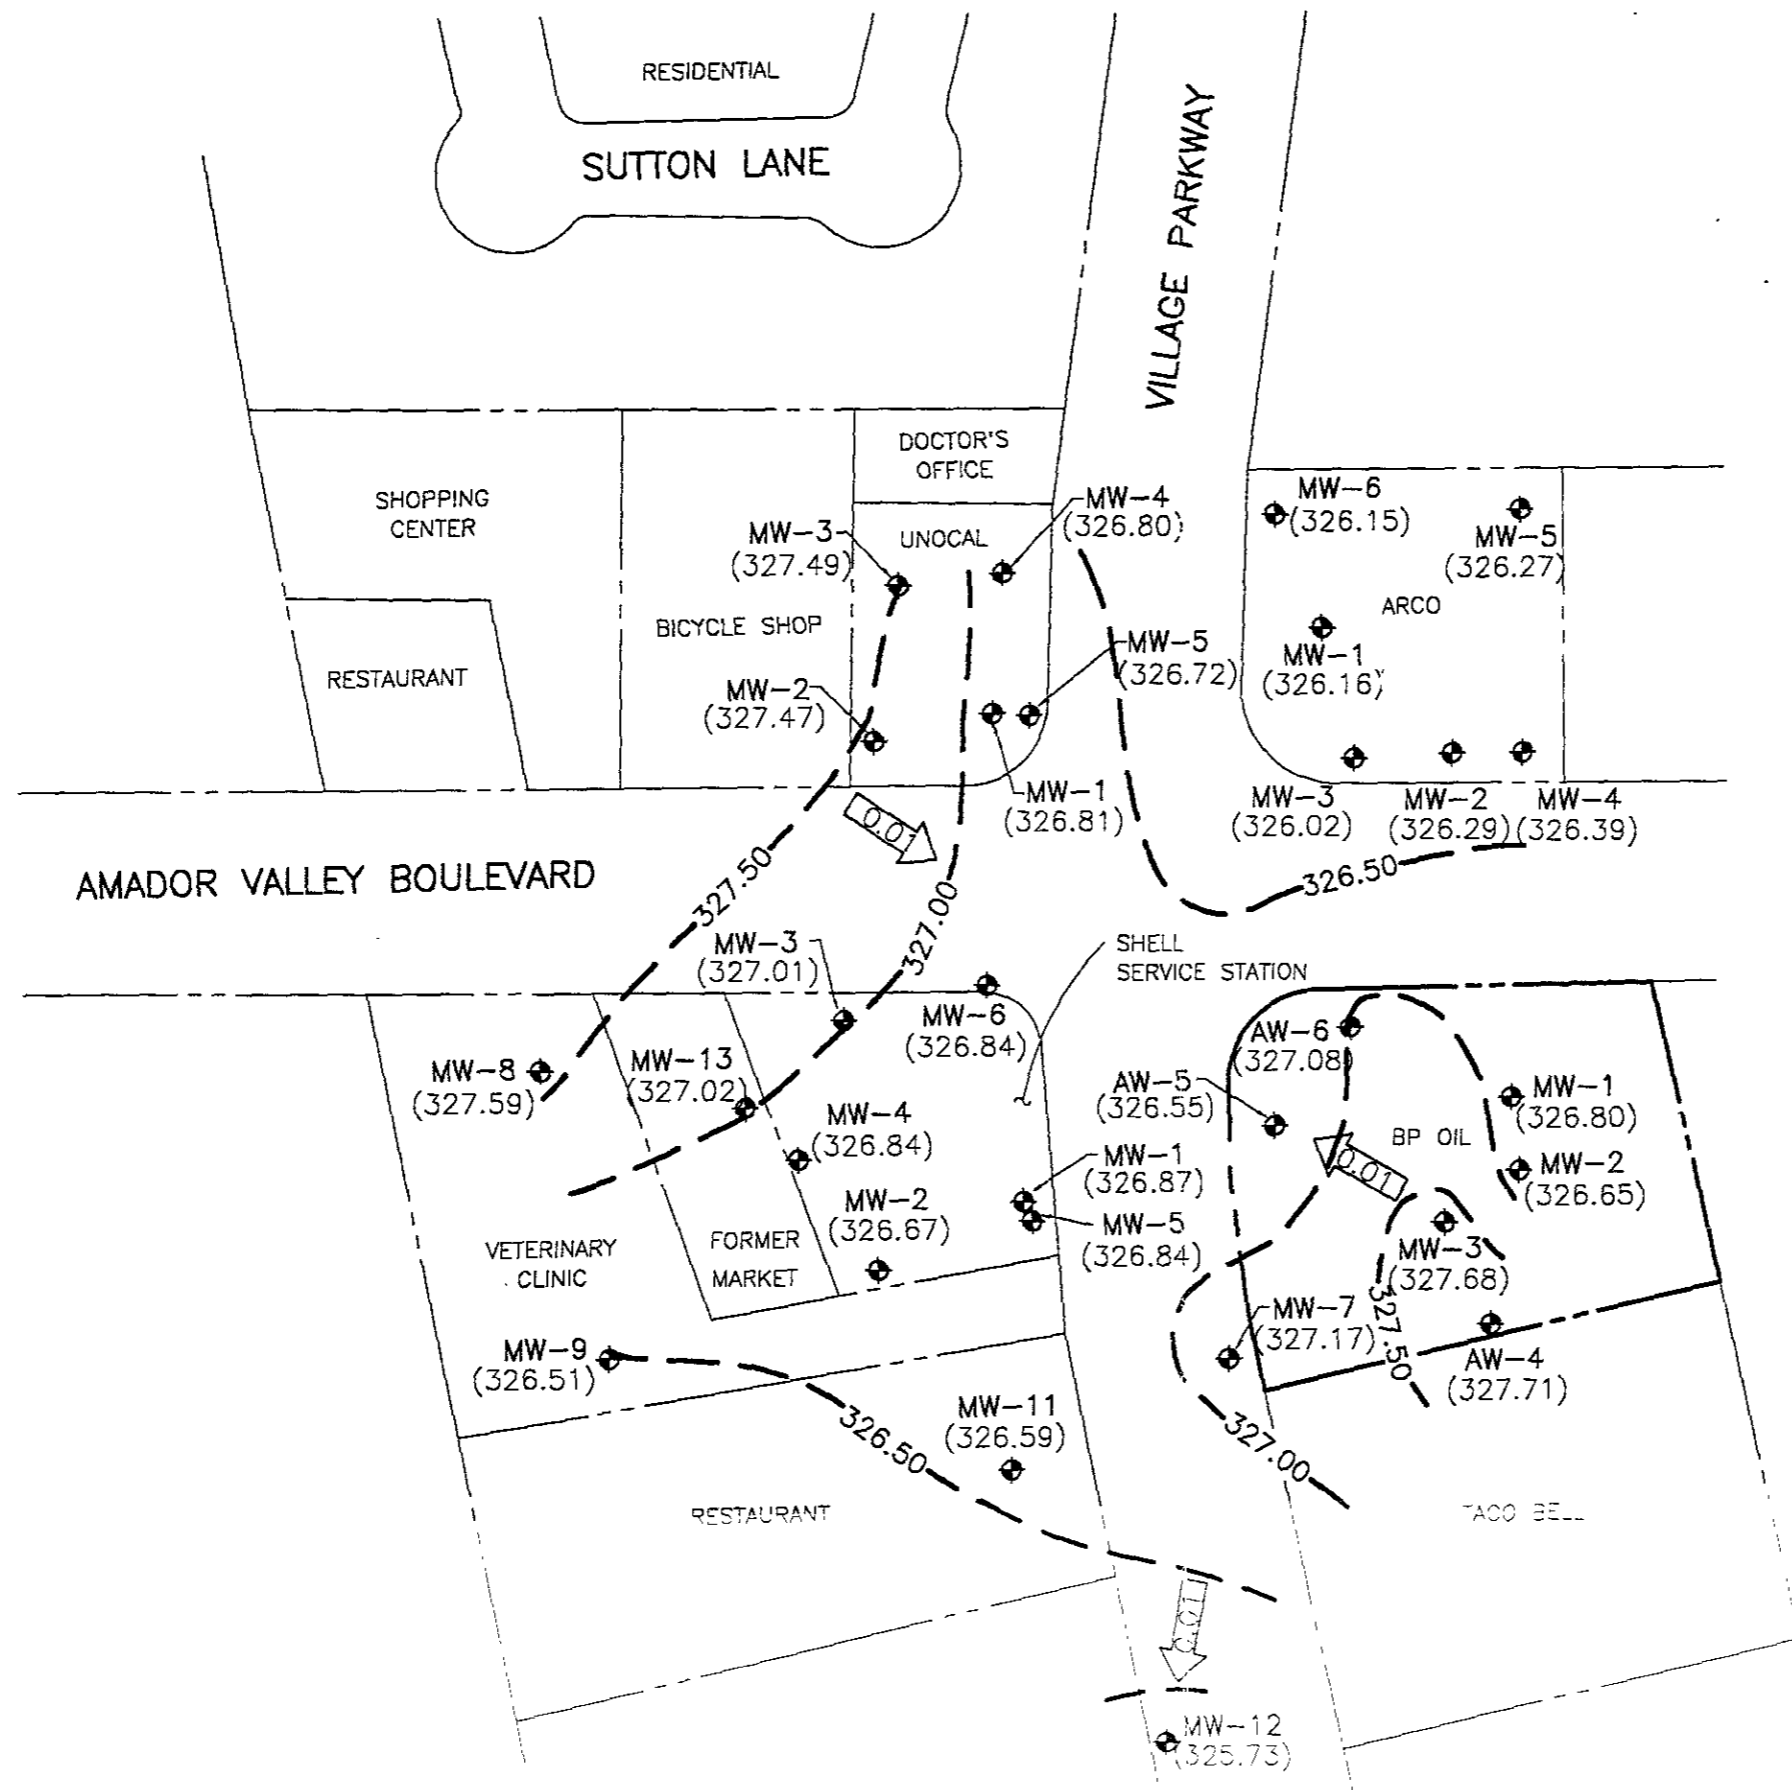 RESIDENTIAL
SUTTON LANE
VILLAGE PARKWAY
DOCTOR'S
OFFICE
SHOPPING
CENTER
MW-4
(326.80)
MW-6
(326.15)
MW-3
(327.49)
UNOCAL
MW-5
(326.27)
ARCO
BICYCLE SHOP
RESTAURANT
MW-5
(326.72)
MW-1
(326.16)
MW-2
(327.47)
MW-1
(326.81)
MW-3
(326.02)
MW-2
(326.29)
MW-4
(326.39)
0.01
AMADOR VALLEY BOULEVARD
327.50
327.00
326.50
MW-3
(327.01)
SHELL
SERVICE STATION
MW-6
(326.84)
AW-6
(327.08)
MW-8
(327.59)
MW-13
(327.02)
AW-5
(326.55)
MW-1
(326.80)
MW-4
(326.84)
BP OIL
0.01
MW-1
(326.87)
MW-2
(326.65)
MW-2
(326.67)
MW-5
(326.84)
VETERINARY
CLINIC
FORMER
MARKET
MW-3
(327.68)
MW-7
(327.17)
327.50
AW-4
(327.71)
MW-9
(326.51)
326.50
MW-11
(326.59)
327.00
RESTAURANT
TACO BELL
0.01
MW-12
(325.73)